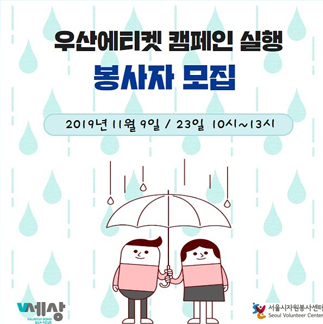 우산에티켓 캠페인 실행
봉사자 모집
2019년 11월 9일 / 23일 10시~13시
V세상
서울시자원봉사센터
Seoul Volunteer Center